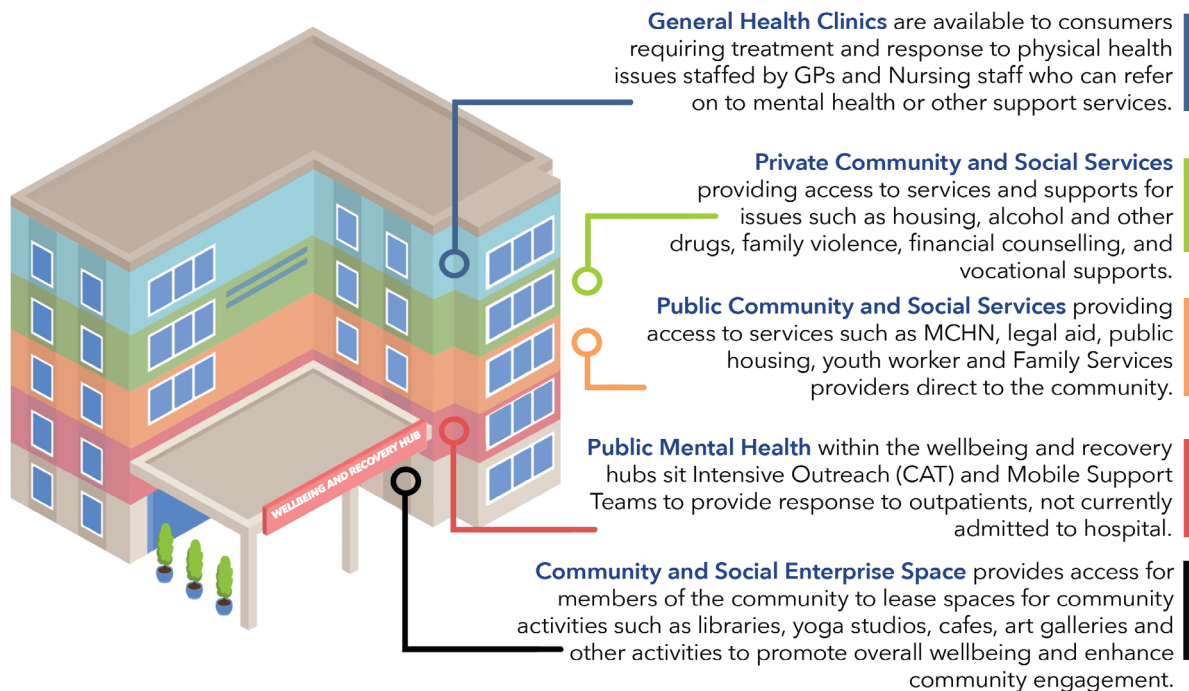 General Health Clinics are available to consumers
requiring treatment and response to physical health
issues staffed by GPs and Nursing staff who can refer
on to mental health or other support services.
Private Community and Social Services
providing access to services and supports for
issues such as housing, alcohol and other
drugs, family violence, financial counselling, and
vocational supports.
Public Community and Social Services providing
access to services such as MCHN, legal aid, public
housing, youth worker and Family Services
providers direct to the community.
WELLBEING AND RECOVERY HUB
Public Mental Health within the wellbeing and recovery
hubs sit Intensive Outreach (CAT) and Mobile Support
Teams to provide response to outpatients, not currently
admitted to hospital.
Community and Social Enterprise Space provides access for
members of the community to lease spaces for community
activities such as libraries, yoga studios, cafes, art galleries and
other activities to promote overall wellbeing and enhance
community engagement.